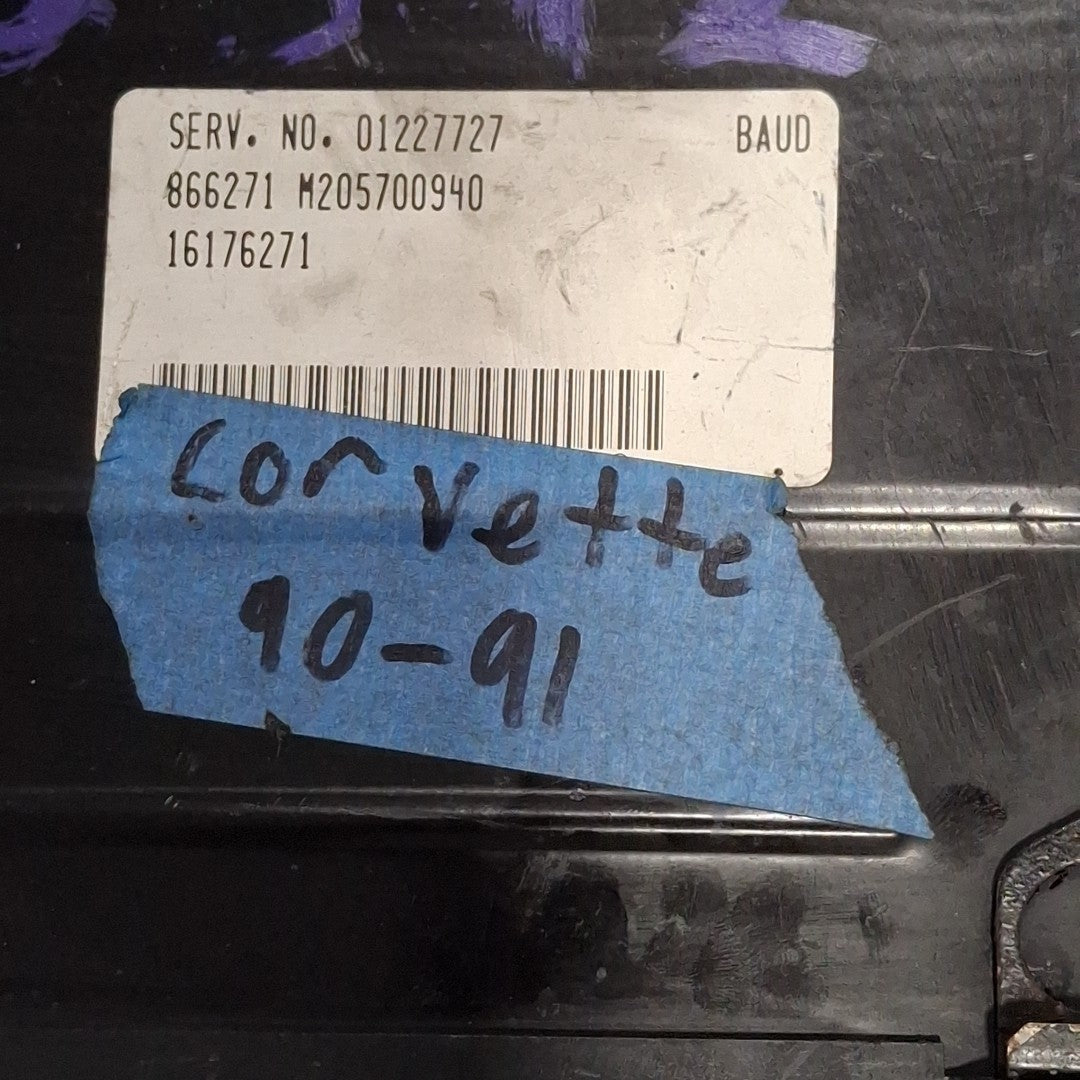 SERV. NO. 01227727 BAUD
866271 M205700940
16176271
Corvette
90-91